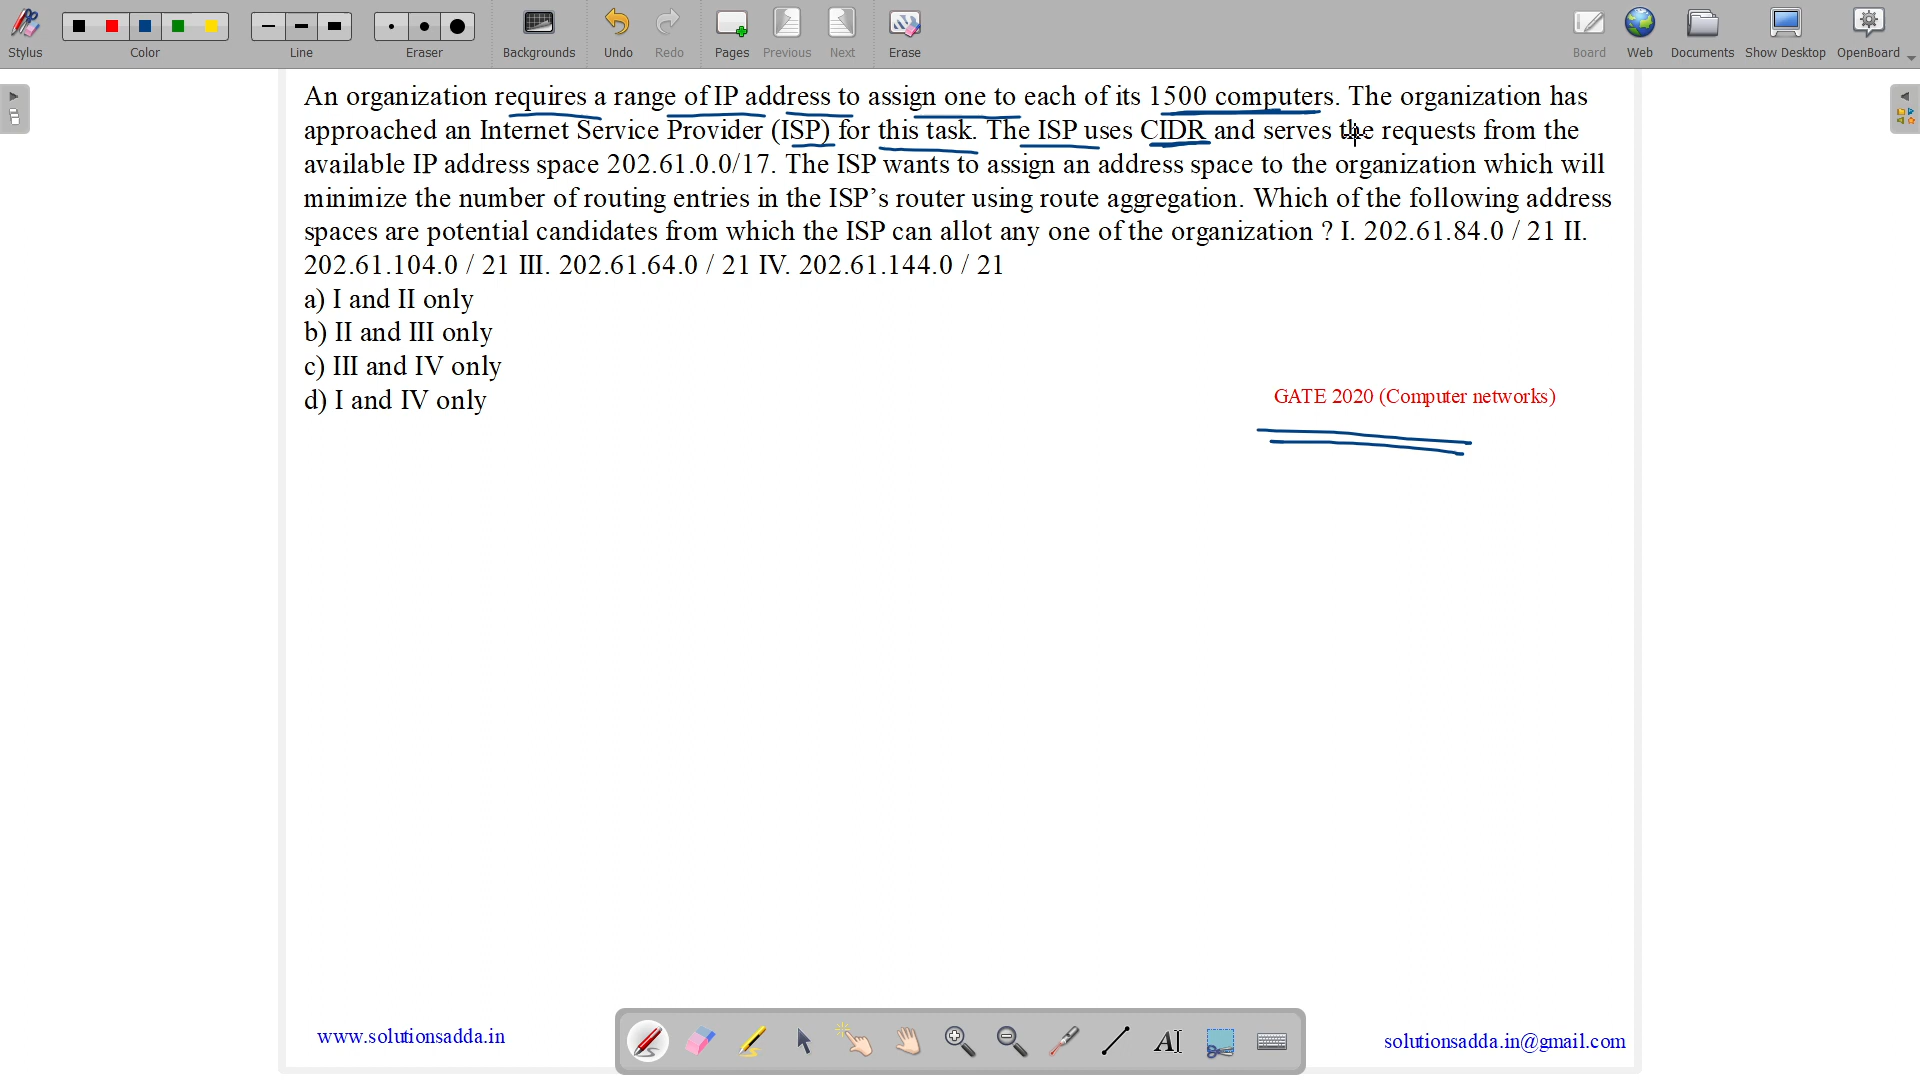 Stylus
Color
Line
Eraser
Backgrounds
Undo
Redo
Pages
Previous
Next
Erase
Board
Web
Documents
Show Desktop
OpenBoard
An organization requires a range of IP address to assign one to each of its 1500 computers. The organization has
approached an Internet Service Provider (ISP) for this task. The ISP uses CIDR and serves the requests from the
available IP address space 202.61.0.0/17. The ISP wants to assign an address space to the organization which will
minimize the number of routing entries in the ISP’s router using route aggregation. Which of the following address
spaces are potential candidates from which the ISP can allot any one of the organization ? I. 202.61.84.0 / 21 II.
202.61.104.0 / 21 III. 202.61.64.0 / 21 IV. 202.61.144.0 / 21
a) I and II only
b) II and III only
c) III and IV only
d) I and IV only
GATE 2020 (Computer networks)
www.solutionsadda.in
solutionsadda.in@gmail.com